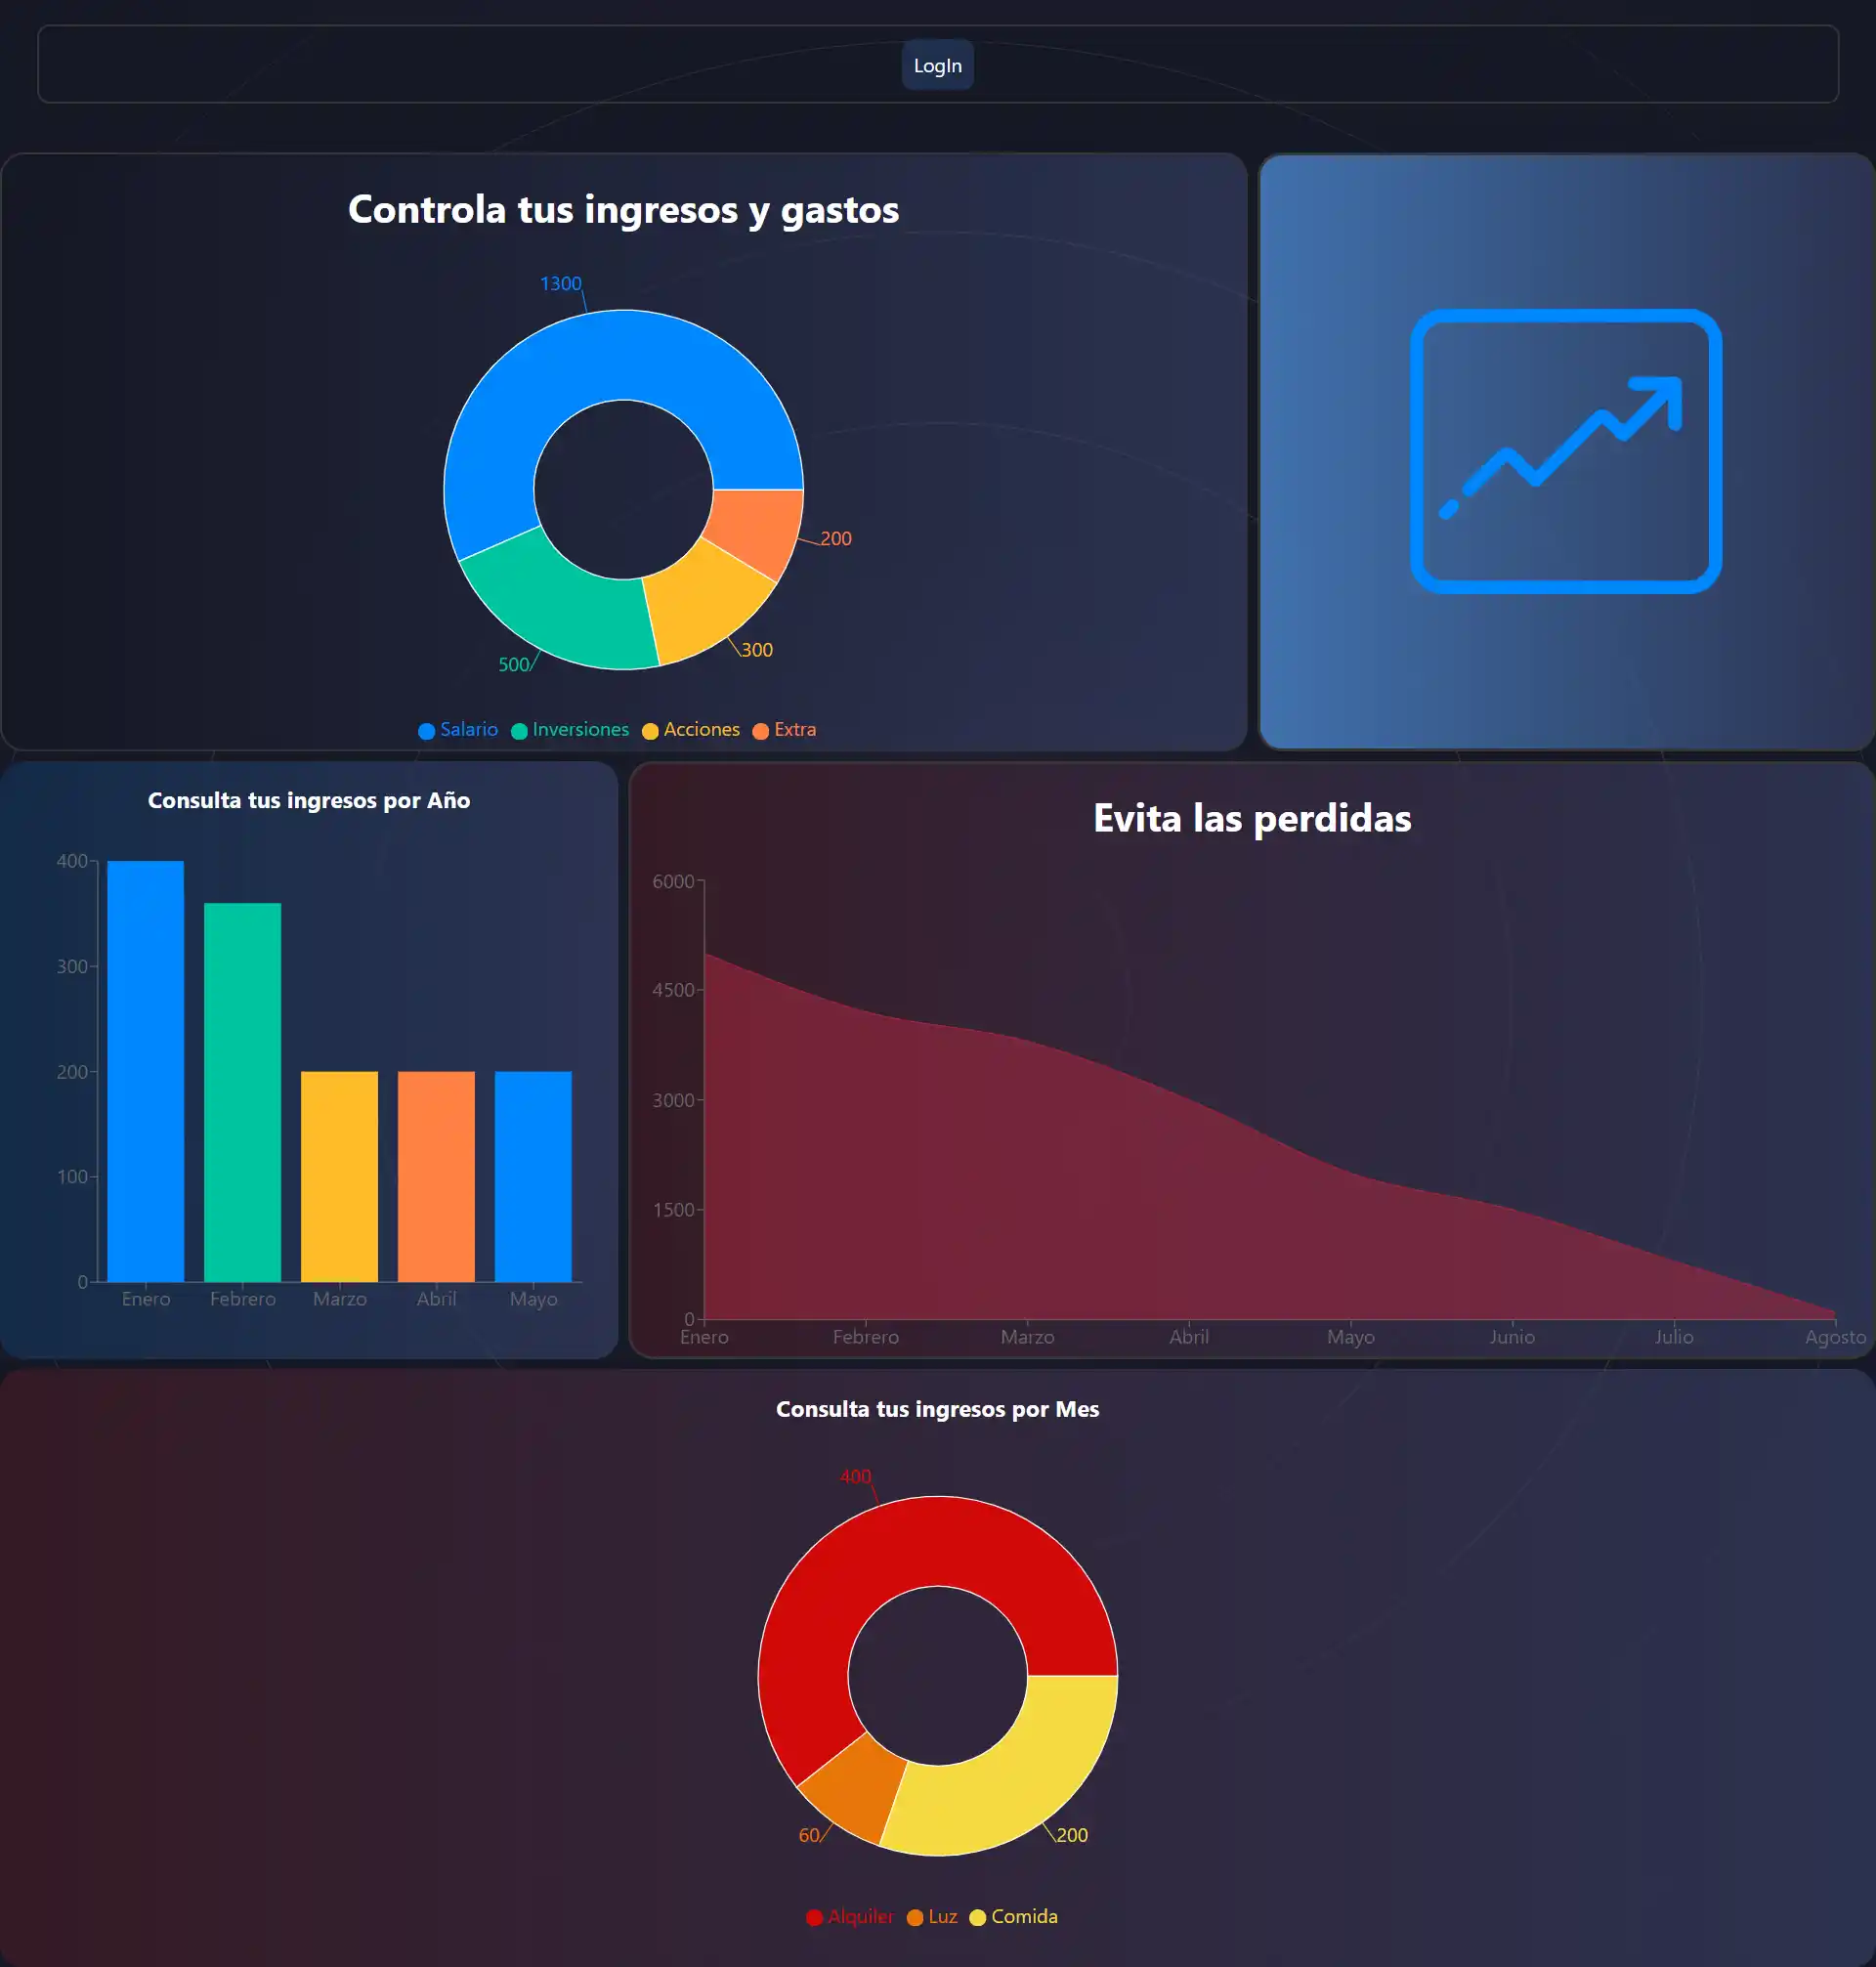 LogIn
Controla tus ingresos y gastos
1300
200
300
500
Salario Inversiones Acciones Extra
Consulta tus ingresos por Año
400
300
200
100
0
Enero Febrero Marzo Abril Mayo
Evita las perdidas
6000
4500
3000
1500
0
Enero Febrero Marzo Abril Mayo Junio Julio Agosto
Consulta tus ingresos por Mes
400
60
200
Alquiler Luz Comida